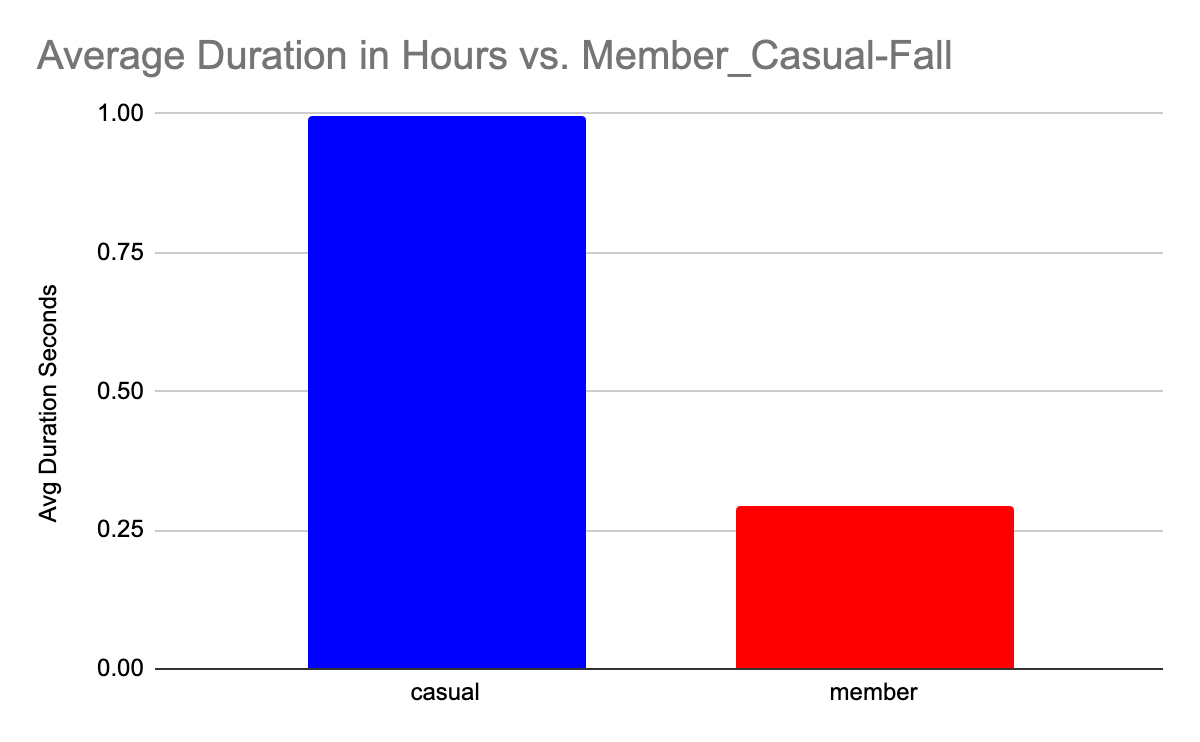 Average Duration in Hours vs. Member_Casual-Fall
Avg Duration Seconds
1.00
0.75
0.50
0.25
0.00
casual
member